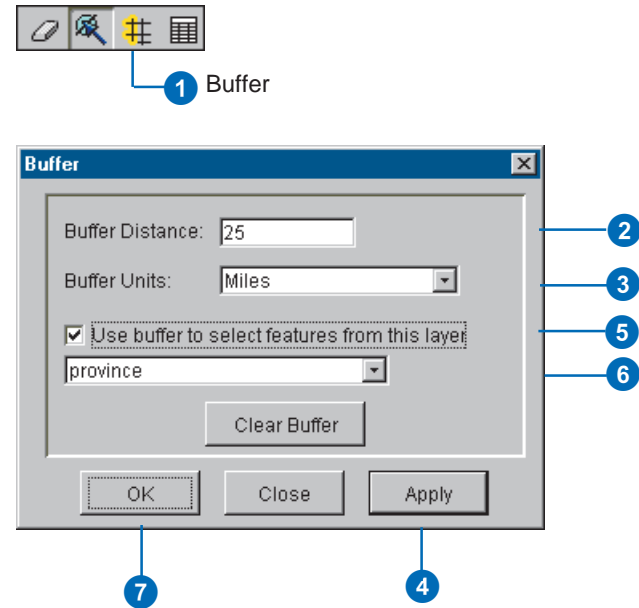 1 Buffer
Buffer
Buffer Distance: 25
2
Buffer Units: Miles
3
Use buffer to select features from this layer
5
province
6
Clear Buffer
OK Close Apply
7 4